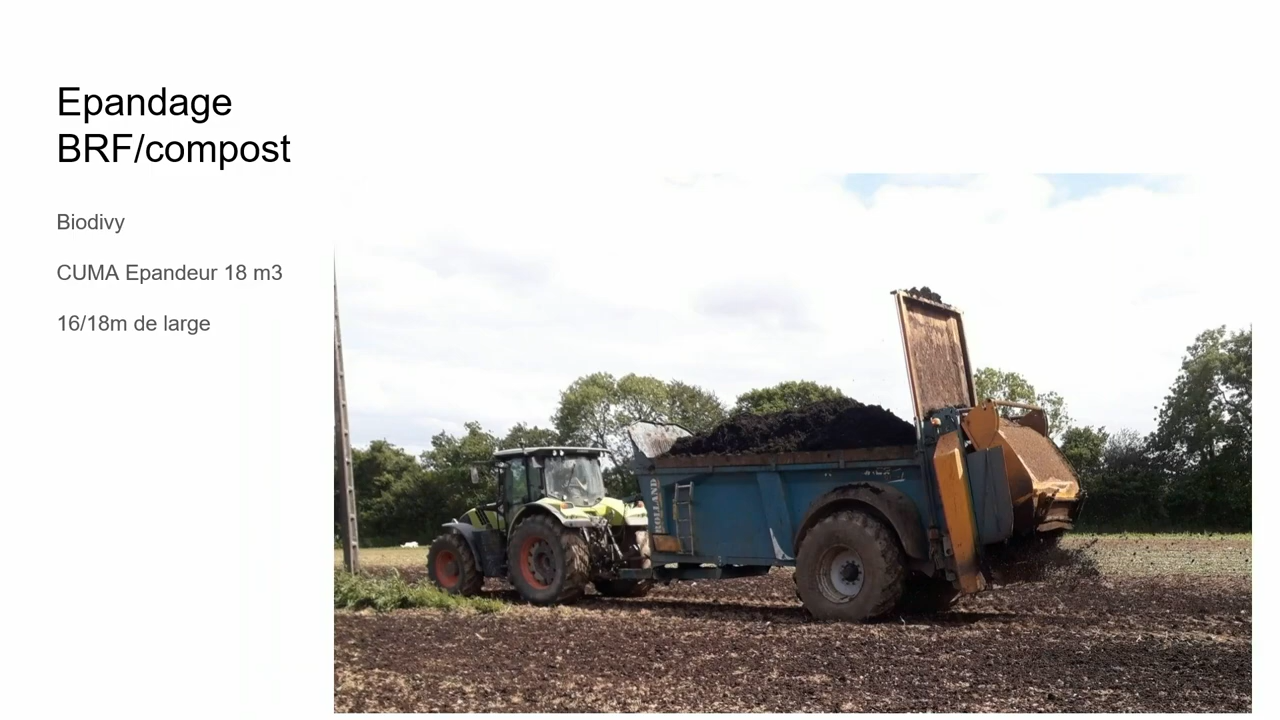 Epandage
BRF/compost
Biodivy
CUMA Epandeur 18 m3
16/18m de large
ROLLAND